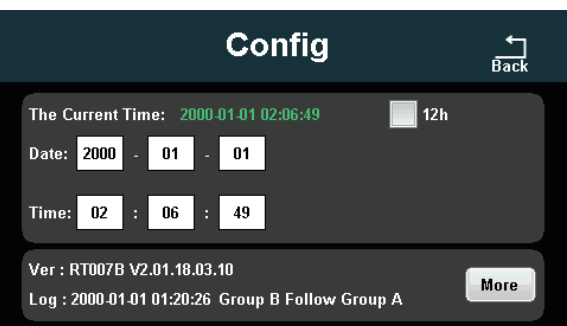 Config
Back
The Current Time: 2000-01-01 02:06:49 12h
Date: 2000 - 01 - 01
Time: 02 : 06 : 49
Ver : RT007B V2.01.18.03.10
More
Log : 2000-01-01 01:20:26 Group B Follow Group A